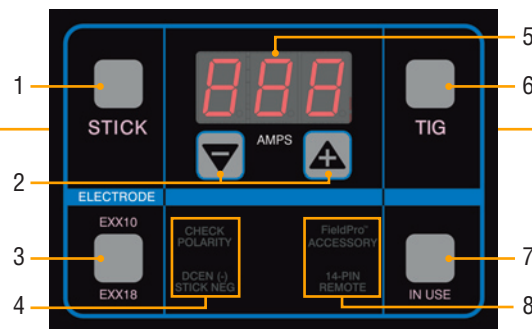 5
1
888
6
STICK
TIG
AMPS
2
− +
ELECTRODE
EXX10
CHECK
POLARITY
FieldPro™
ACCESSORY
3
7
DCEN (-)
STICK NEG
14-PIN
REMOTE
EXX18
IN USE
4
8